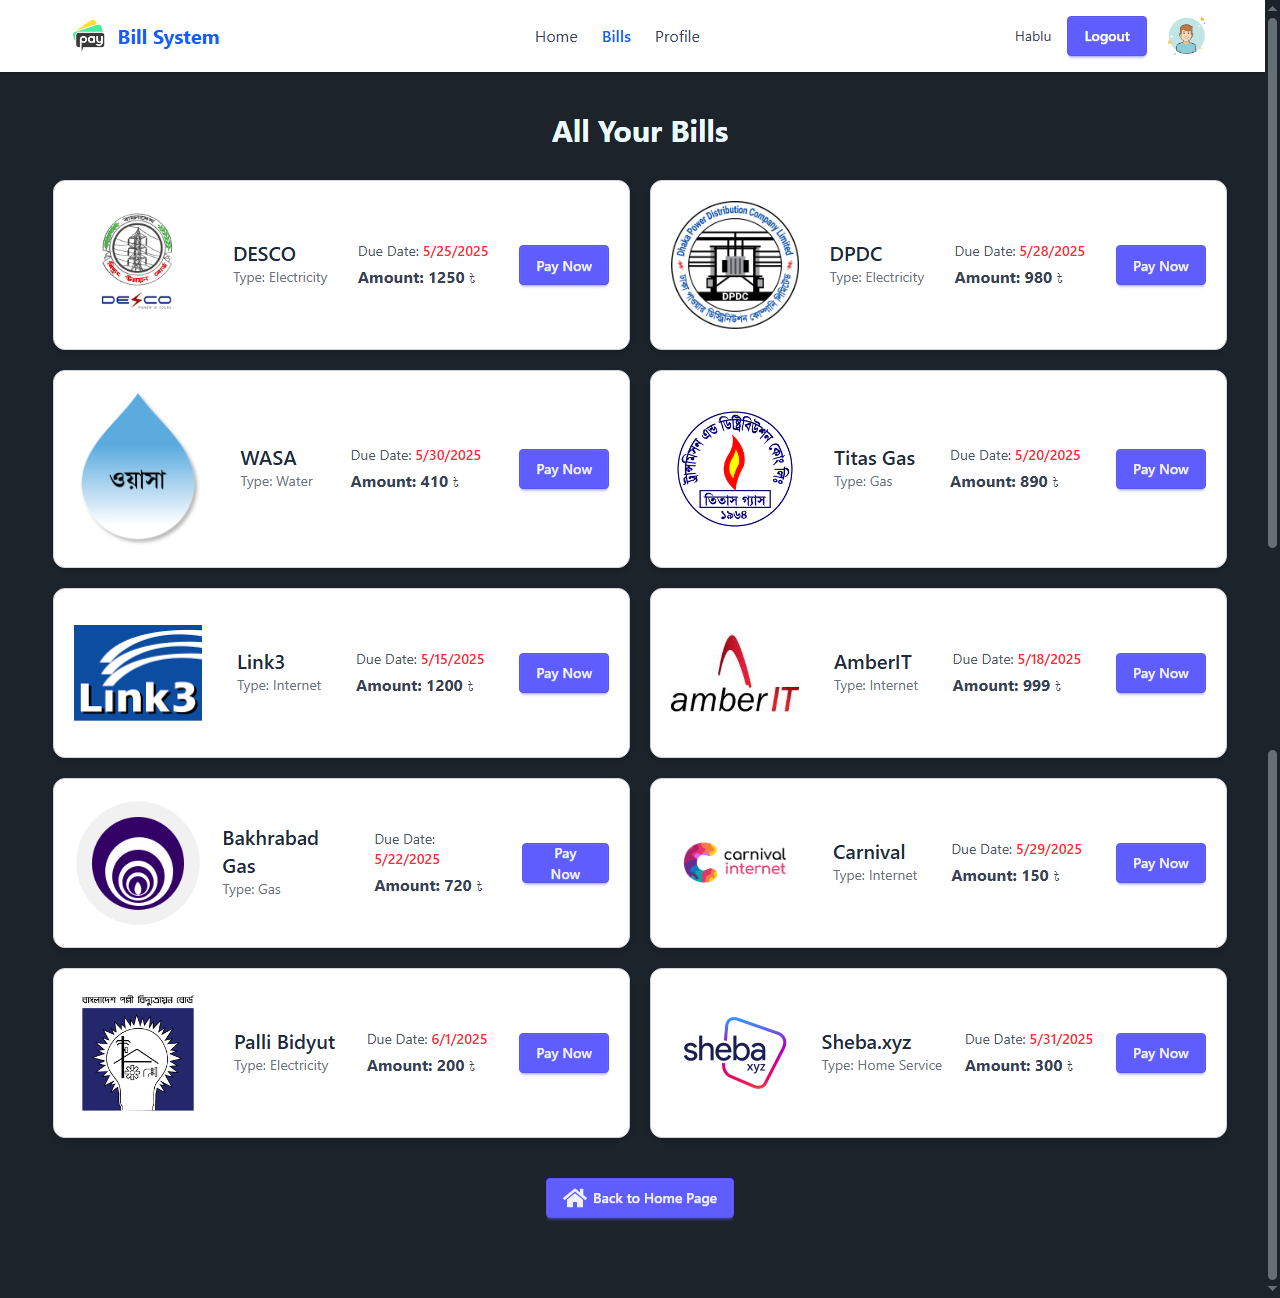 pay
Bill System
Home
Bills
Profile
Hablu
Logout
All Your Bills
DESCO
DESCO
Type: Electricity
Due Date: 5/25/2025
Amount: 1250 ৳
Pay Now
Dhaka Power Distribution Company Limited
DPDC
ঢাকা পাওয়ার ডিস্ট্রিবিউশন কোম্পানি লিমিটেড
DPDC
Type: Electricity
Due Date: 5/28/2025
Amount: 980 ৳
Pay Now
ওয়াসা
WASA
Type: Water
Due Date: 5/30/2025
Amount: 410 ৳
Pay Now
ট্রান্সমিসন এন্ড ডিষ্ট্রিবিউশন কোং লিঃ
তিতাস গ্যাস
১৯৬৪
Titas Gas
Type: Gas
Due Date: 5/20/2025
Amount: 890 ৳
Pay Now
Link3
Link3
Type: Internet
Due Date: 5/15/2025
Amount: 1200 ৳
Pay Now
amber IT
AmberIT
Type: Internet
Due Date: 5/18/2025
Amount: 999 ৳
Pay Now
Bakhrabad
Gas
Type: Gas
Due Date:
5/22/2025
Amount: 720 ৳
Pay
Now
carnival
internet
Carnival
Type: Internet
Due Date: 5/29/2025
Amount: 150 ৳
Pay Now
বাংলাদেশ পল্লী বিদ্যুতায়ন বোর্ড
Palli Bidyut
Type: Electricity
Due Date: 6/1/2025
Amount: 200 ৳
Pay Now
sheba
xyz
Sheba.xyz
Type: Home Service
Due Date: 5/31/2025
Amount: 300 ৳
Pay Now
Back to Home Page